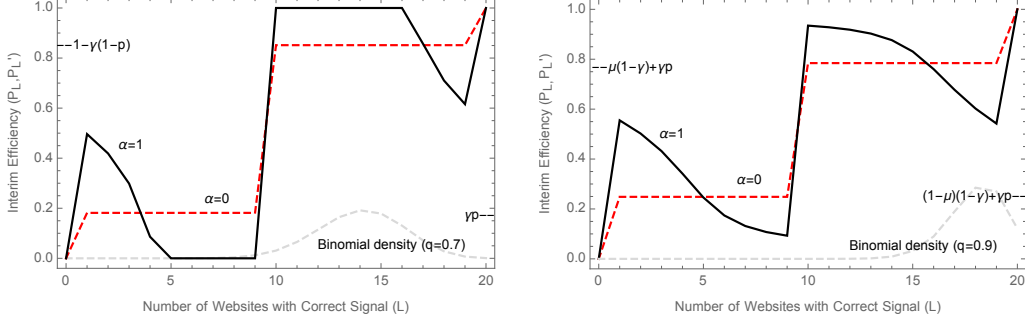 1.0
0.8
0.6
0.4
0.2
0.0
Interim Efficiency (P_L,P_L')
1-γ(1-p)
α=1
α=0
γp
Binomial density (q=0.7)
0
5
10
15
20
Number of Websites with Correct Signal (L)
1.0
0.8
0.6
0.4
0.2
0.0
Interim Efficiency (P_L, P_L')
μ(1-γ)+γp
α=1
α=0
(1-μ)(1-γ)+γp
Binomial density (q=0.9)
0
5
10
15
20
Number of Websites with Correct Signal (L)